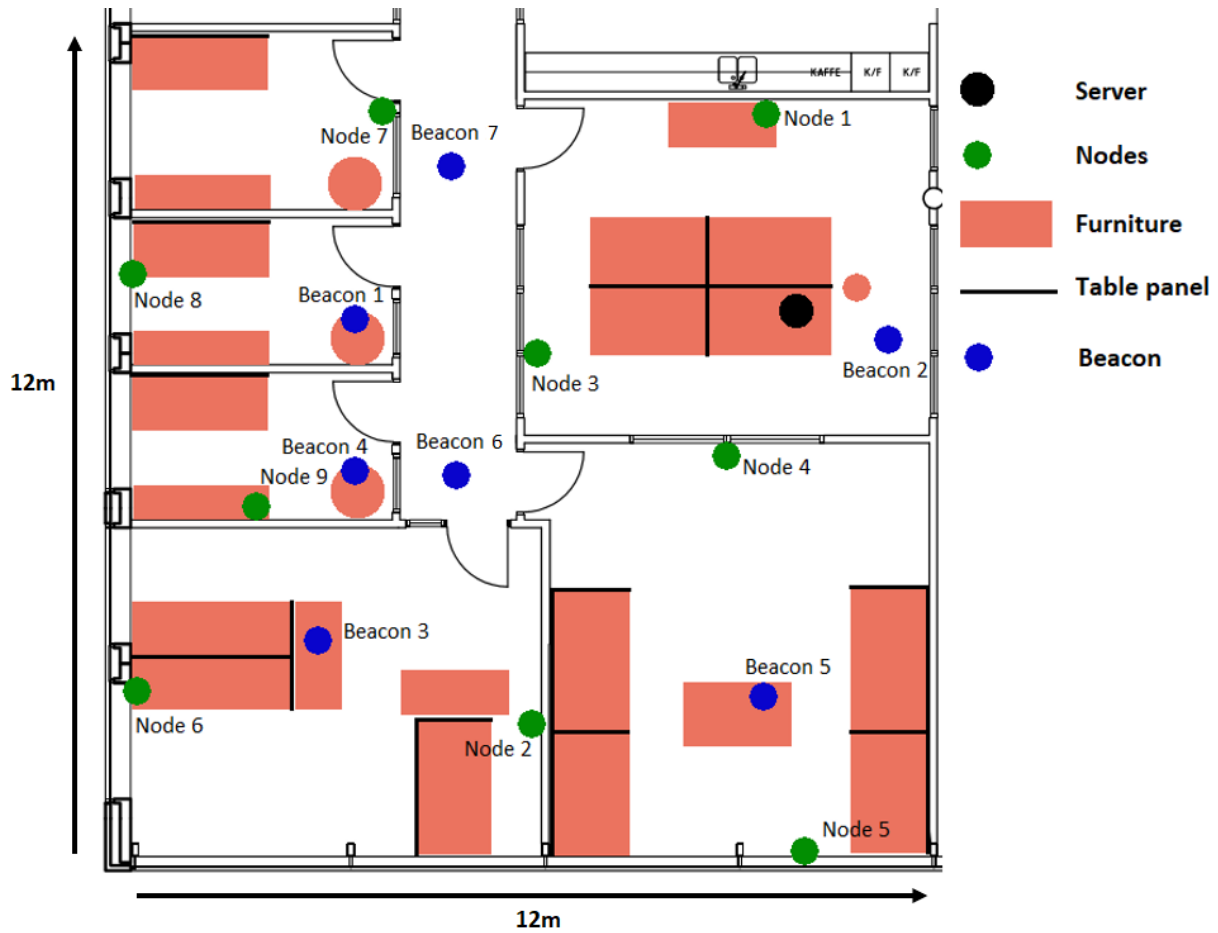 KAFFE K/F K/F
Server
Node 1
Beacon 7
Node 7
Nodes
Furniture
Node 8
Beacon 1
Table panel
Beacon 2
Node 3
Beacon
12m
Beacon 4
Beacon 6
Node 9
Node 4
Beacon 3
Beacon 5
Node 6
Node 2
Node 5
12m